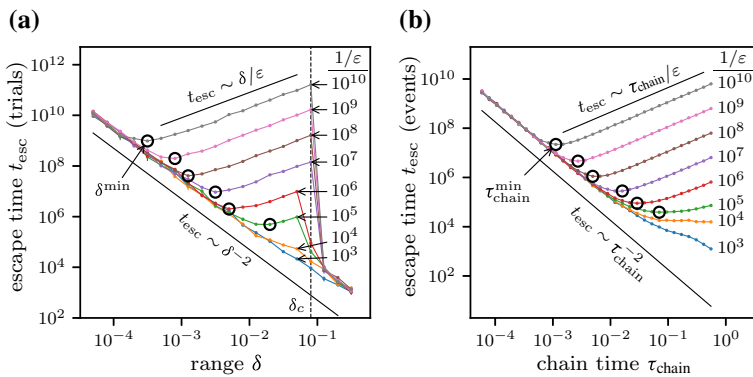 (a)
1/ε
10^12
10^10
10^8
10^6
10^4
10^2
escape time t_esc (trials)
t_esc ∼ δ/ε
δ^min
t_esc ∼ δ^−2
δ_c
10^10
10^9
10^8
10^7
10^6
10^5
10^4
10^3
10^−4
10^−3
10^−2
10^−1
range δ
(b)
1/ε
10^10
10^8
10^6
10^4
10^2
escape time t_esc (events)
t_esc ∼ τ_chain/ε
τ_chain^min
t_esc ∼ τ_chain^−2
10^10
10^9
10^8
10^7
10^6
10^5
10^4
10^3
10^−4
10^−3
10^−2
10^−1
10^0
chain time τ_chain